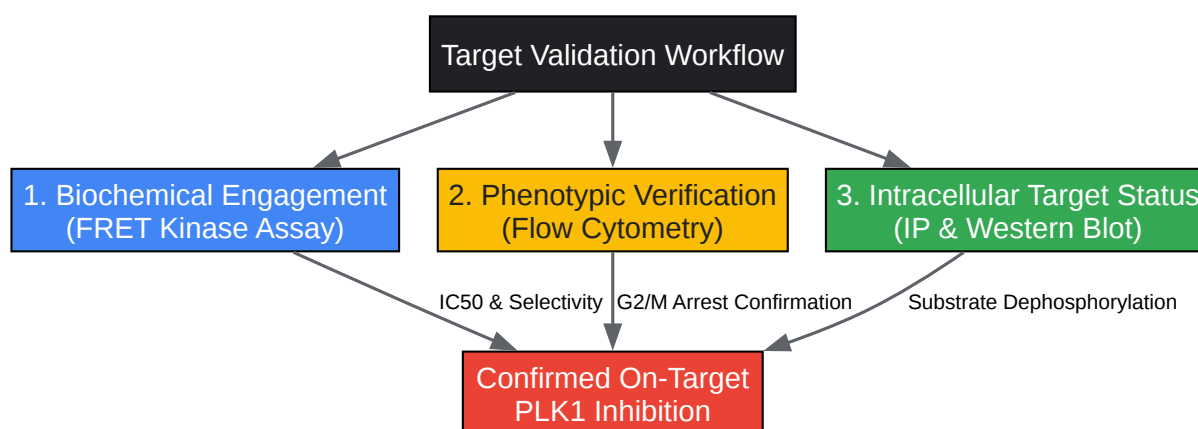 Target Validation Workflow
1. Biochemical Engagement
(FRET Kinase Assay)
2. Phenotypic Verification
(Flow Cytometry)
3. Intracellular Target Status
(IP & Western Blot)
IC50 & Selectivity
G2/M Arrest Confirmation
Substrate Dephosphorylation
Confirmed On-Target
PLK1 Inhibition